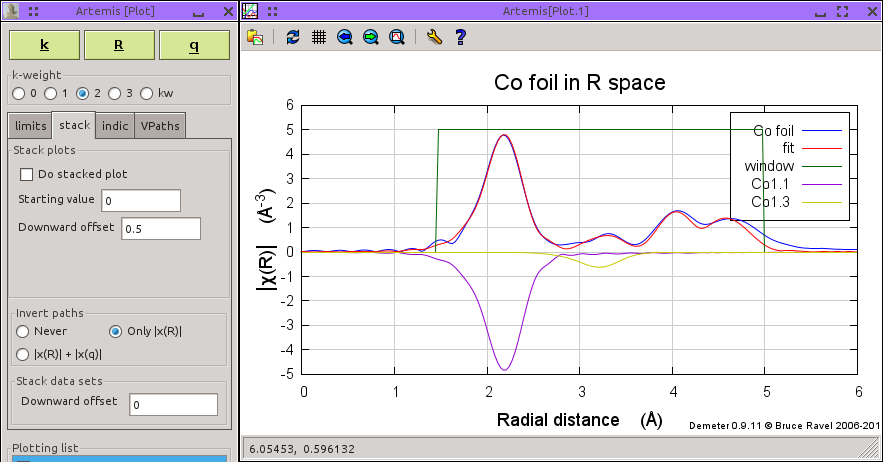 Artemis [Plot]
k R q
k-weight
0 1 2 3 kw
limits stack indic VPaths
Stack plots
Do stacked plot
Starting value 0
Downward offset 0.5
Invert paths
Never Only |x(R)|
|x(R)| + |x(q)|
Stack data sets
Downward offset 0
Plotting list
Artemis[Plot.1]
Co foil in R space
6
5
4
3
2
1
0
-1
-2
-3
-4
-5
|χ(R)| (Å-3)
Co foil
fit
window
Co1.1
Co1.3
0 1 2 3 4 5 6
Radial distance (Å)
Demeter 0.9.11 © Bruce Ravel 2006-201
6.05453, 0.596132